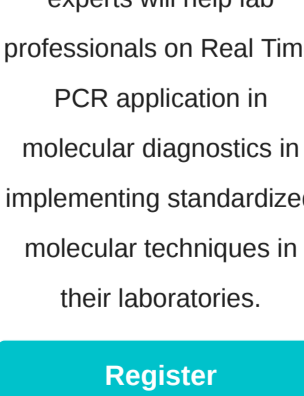 experts will help lab
professionals on Real Tim
PCR application in
molecular diagnostics in
implementing standardized
molecular techniques in
their laboratories.
Register